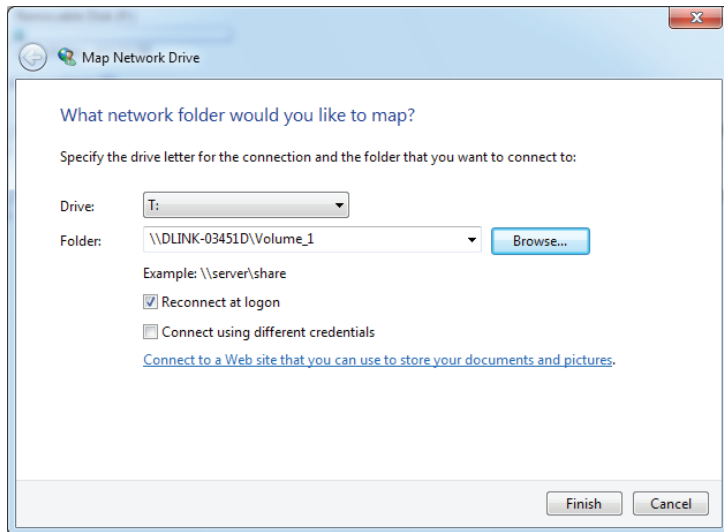 Map Network Drive
What network folder would you like to map?
Specify the drive letter for the connection and the folder that you want to connect to:
Drive: T:
Folder: \\DLINK-03451D\Volume_1 Browse...
Example: \\server\share
Reconnect at logon
Connect using different credentials
Connect to a Web site that you can use to store your documents and pictures.
Finish Cancel